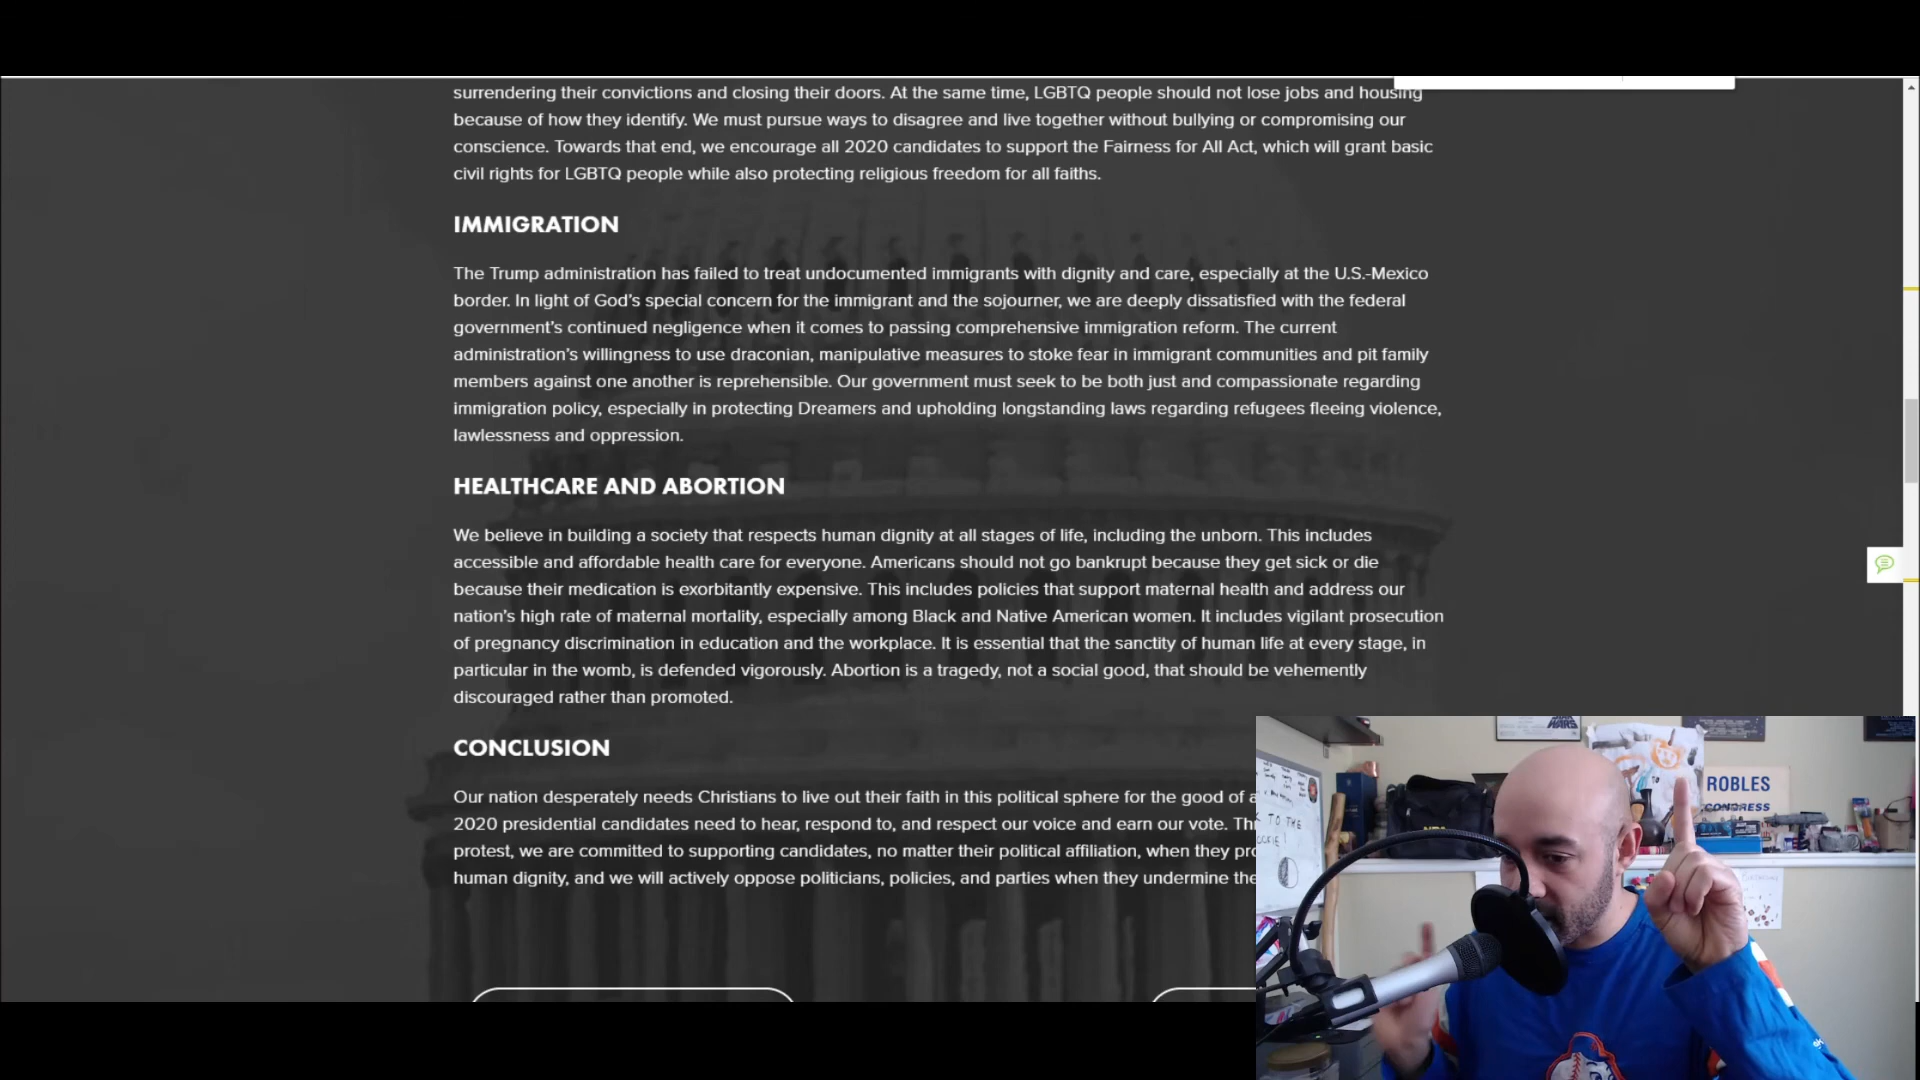 surrendering their convictions and closing their doors. At the same time, LGBTQ people should not lose jobs and housing
because of how they identify. We must pursue ways to disagree and live together without bullying or compromising our
conscience. Towards that end, we encourage all 2020 candidates to support the Fairness for All Act, which will grant basic
civil rights for LGBTQ people while also protecting religious freedom for all faiths.
IMMIGRATION
The Trump administration has failed to treat undocumented immigrants with dignity and care, especially at the U.S.-Mexico
border. In light of God's special concern for the immigrant and the sojourner, we are deeply dissatisfied with the federal
government's continued negligence when it comes to passing comprehensive immigration reform. The current
administration's willingness to use draconian, manipulative measures to stoke fear in immigrant communities and pit family
members against one another is reprehensible. Our government must seek to be both just and compassionate regarding
immigration policy, especially in protecting Dreamers and upholding longstanding laws regarding refugees fleeing violence,
lawlessness and oppression.
HEALTHCARE AND ABORTION
We believe in building a society that respects human dignity at all stages of life, including the unborn. This includes
accessible and affordable health care for everyone. Americans should not go bankrupt because they get sick or die
because their medication is exorbitantly expensive. This includes policies that support maternal health and address our
nation's high rate of maternal mortality, especially among Black and Native American women. It includes vigilant prosecution
of pregnancy discrimination in education and the workplace. It is essential that the sanctity of human life at every stage, in
particular in the womb, is defended vigorously. Abortion is a tragedy, not a social good, that should be vehemently
discouraged rather than promoted.
CONCLUSION
Our nation desperately needs Christians to live out their faith in this political sphere for the good of
2020 presidential candidates need to hear, respond to, and respect our voice and earn our vote.
protest, we are committed to supporting candidates, no matter their political affiliation, when they
human dignity, and we will actively oppose politicians, policies, and parties when they undermine
WARS
ROBLES
CONGRESS
TO THE